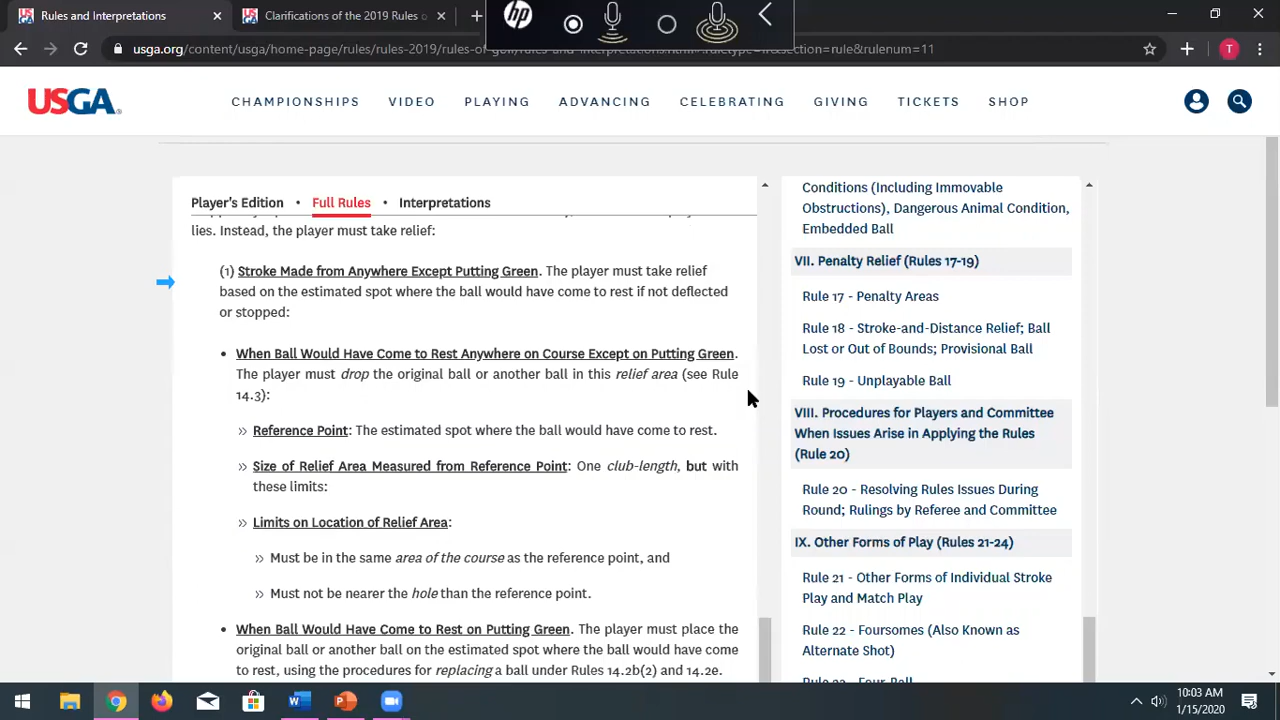 Rules and Interpretations
Clarifications of the 2019 Rules o
hp
usga.org/content/usga/home-page/rules/rules-2019/rules-of-
section=rule&rulenum=11
T
USGA
CHAMPIONSHIPS VIDEO PLAYING ADVANCING CELEBRATING GIVING TICKETS SHOP
Player's Edition • Full Rules • Interpretations
lies. Instead, the player must take relief:
(1) Stroke Made from Anywhere Except Putting Green. The player must take relief
based on the estimated spot where the ball would have come to rest if not deflected
or stopped:
• When Ball Would Have Come to Rest Anywhere on Course Except on Putting Green.
The player must drop the original ball or another ball in this relief area (see Rule
14.3):
» Reference Point: The estimated spot where the ball would have come to rest.
» Size of Relief Area Measured from Reference Point: One club-length, but with
these limits:
» Limits on Location of Relief Area:
» Must be in the same area of the course as the reference point, and
» Must not be nearer the hole than the reference point.
• When Ball Would Have Come to Rest on Putting Green. The player must place the
original ball or another ball on the estimated spot where the ball would have come
to rest, using the procedures for replacing a ball under Rules 14.2b(2) and 14.2e.
Conditions (Including Immovable
Obstructions), Dangerous Animal Condition,
Embedded Ball
VII. Penalty Relief (Rules 17-19)
Rule 17 - Penalty Areas
Rule 18 - Stroke-and-Distance Relief; Ball
Lost or Out of Bounds; Provisional Ball
Rule 19 - Unplayable Ball
VIII. Procedures for Players and Committee
When Issues Arise in Applying the Rules
(Rule 20)
Rule 20 - Resolving Rules Issues During
Round; Rulings by Referee and Committee
IX. Other Forms of Play (Rules 21-24)
Rule 21 - Other Forms of Individual Stroke
Play and Match Play
Rule 22 - Foursomes (Also Known as
Alternate Shot)
10:03 AM
1/15/2020